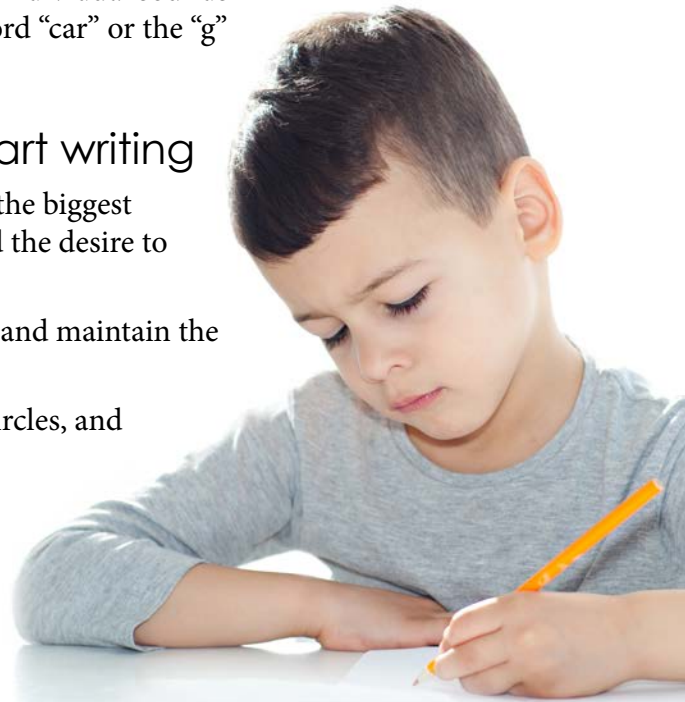 ord “car” or the “g”
art writing
the biggest
the desire to
and maintain the
rcles, and